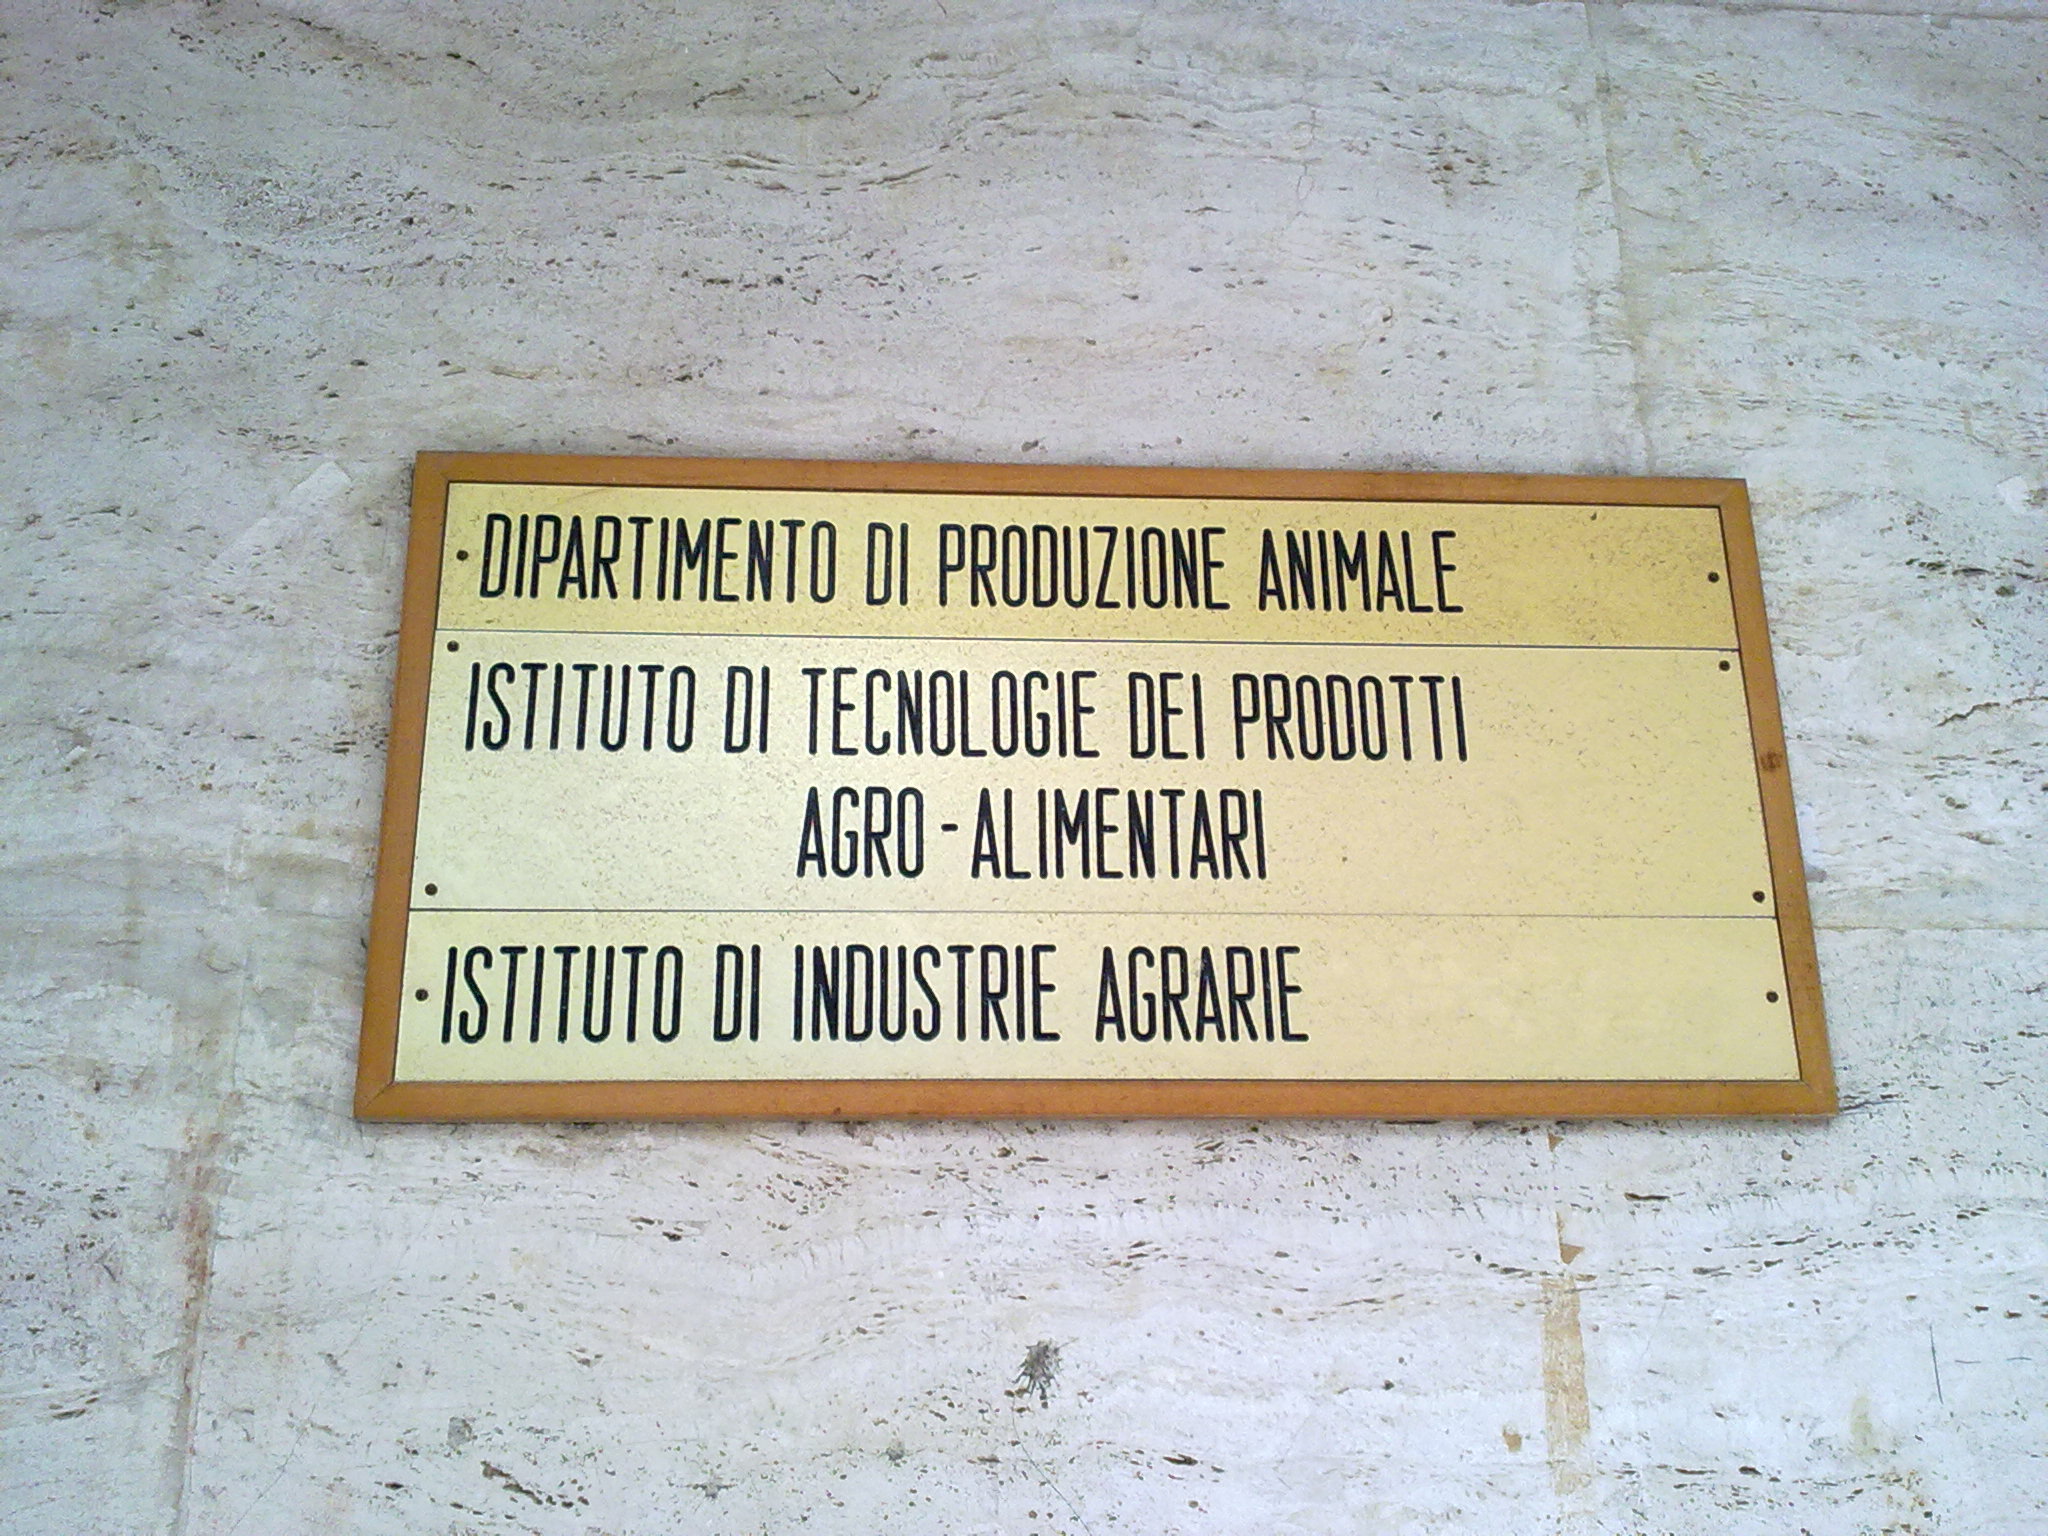 DIPARTIMENTO DI PRODUZIONE ANIMALE
ISTITUTO DI TECNOLOGIE DEI PRODOTTI
AGRO-ALIMENTARI
ISTITUTO DI INDUSTRIE AGRARIE